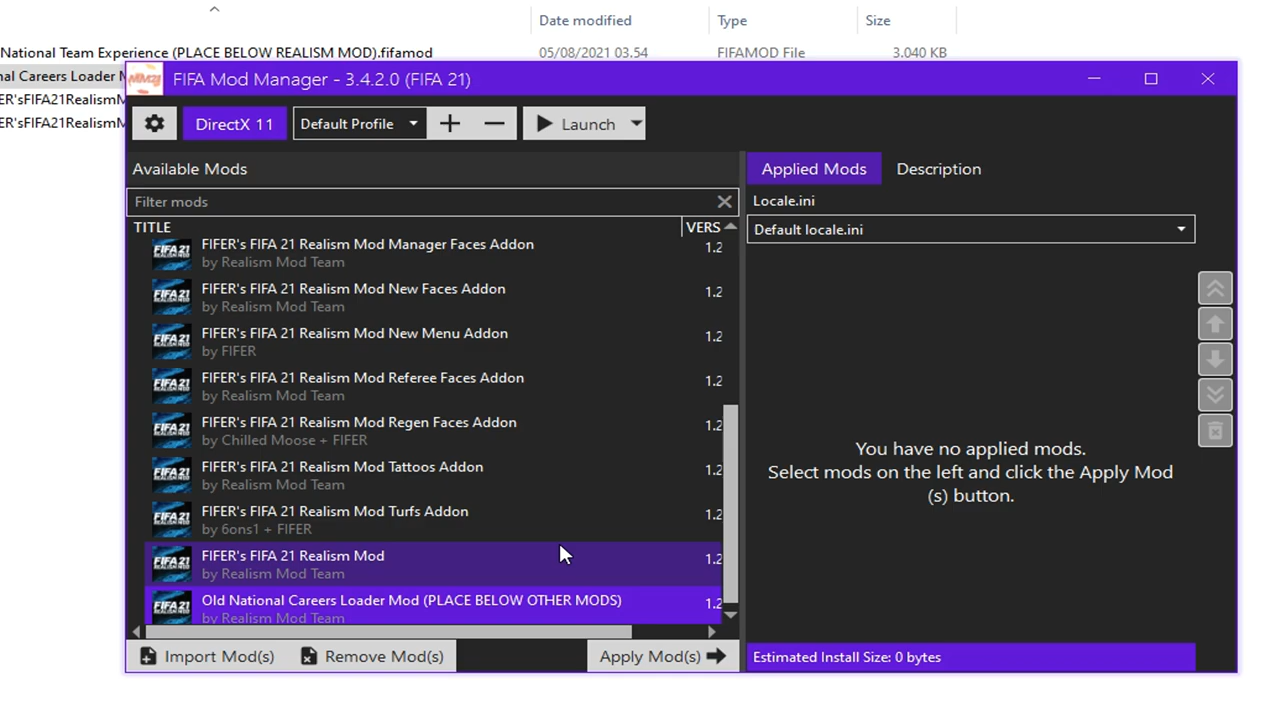 Date modified
Type
Size
National Team Experience (PLACE BELOW REALISM MOD).fifamod
05/08/2021 03.54
FIFAMOD File
3.040 KB
nal Careers Loader M
ER'sFIFA21RealismM
ER'sFIFA21RealismM
FIFA Mod Manager - 3.4.2.0 (FIFA 21)
DirectX 11
Default Profile
Launch
Available Mods
Filter mods
TITLE
VERS
FIFER's FIFA 21 Realism Mod Manager Faces Addon
1.2
by Realism Mod Team
FIFER's FIFA 21 Realism Mod New Faces Addon
1.2
by Realism Mod Team
FIFER's FIFA 21 Realism Mod New Menu Addon
1.2
by FIFER
FIFER's FIFA 21 Realism Mod Referee Faces Addon
1.2
by Realism Mod Team
FIFER's FIFA 21 Realism Mod Regen Faces Addon
1.2
by Chilled Moose + FIFER
FIFER's FIFA 21 Realism Mod Tattoos Addon
1.2
by Realism Mod Team
FIFER's FIFA 21 Realism Mod Turfs Addon
1.2
by 6ons1 + FIFER
FIFER's FIFA 21 Realism Mod
1.2
by Realism Mod Team
Old National Careers Loader Mod (PLACE BELOW OTHER MODS)
1.2
by Realism Mod Team
Import Mod(s)
Remove Mod(s)
Apply Mod(s)
Applied Mods
Description
Locale.ini
Default locale.ini
You have no applied mods.
Select mods on the left and click the Apply Mod
(s) button.
Estimated Install Size: 0 bytes